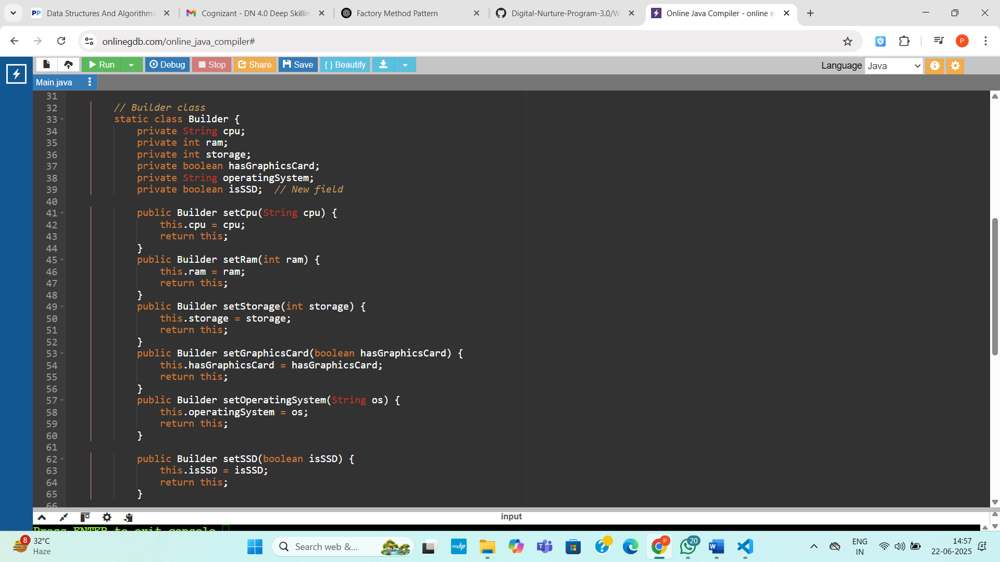 Data Structures And Algorithms
Cognizant - DN 4.0 Deep Skillin
Factory Method Pattern
Digital-Nurture-Program-3.0/W
Online Java Compiler - online e
onlinegdb.com/online_java_compiler#
P
Run
Debug
Stop
Share
Save
{ } Beautify
Language
Java
Main.java
31
32 // Builder class
33 static class Builder {
34 private String cpu;
35 private int ram;
36 private int storage;
37 private boolean hasGraphicsCard;
38 private String operatingSystem;
39 private boolean isSSD; // New field
40
41 public Builder setCpu(String cpu) {
42 this.cpu = cpu;
43 return this;
44 }
45 public Builder setRam(int ram) {
46 this.ram = ram;
47 return this;
48 }
49 public Builder setStorage(int storage) {
50 this.storage = storage;
51 return this;
52 }
53 public Builder setGraphicsCard(boolean hasGraphicsCard) {
54 this.hasGraphicsCard = hasGraphicsCard;
55 return this;
56 }
57 public Builder setOperatingSystem(String os) {
58 this.operatingSystem = os;
59 return this;
60 }
61
62 public Builder setSSD(boolean isSSD) {
63 this.isSSD = isSSD;
64 return this;
65 }
66
input
Press ENTER to exit console.
8
32°C
Haze
Search web &...
myhp
P
20
ENG
IN
14:57
22-06-2025